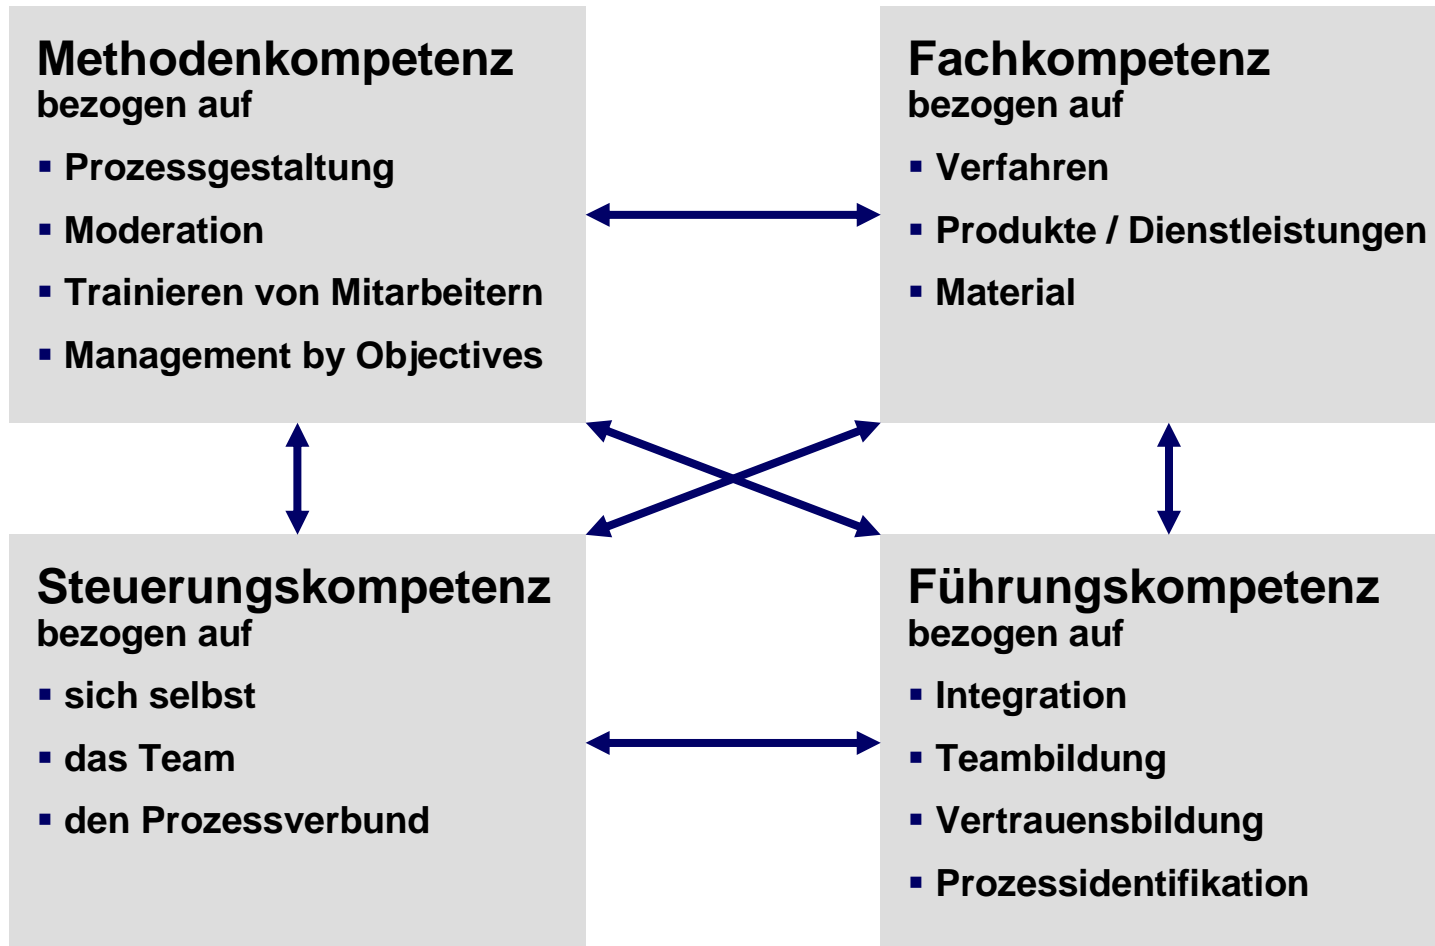 Methodenkompetenz
bezogen auf
▪ Prozessgestaltung
▪ Moderation
▪ Trainieren von Mitarbeitern
▪ Management by Objectives
Fachkompetenz
bezogen auf
▪ Verfahren
▪ Produkte / Dienstleistungen
▪ Material
Steuerungskompetenz
bezogen auf
▪ sich selbst
▪ das Team
▪ den Prozessverbund
Führungskompetenz
bezogen auf
▪ Integration
▪ Teambildung
▪ Vertrauensbildung
▪ Prozessidentifikation